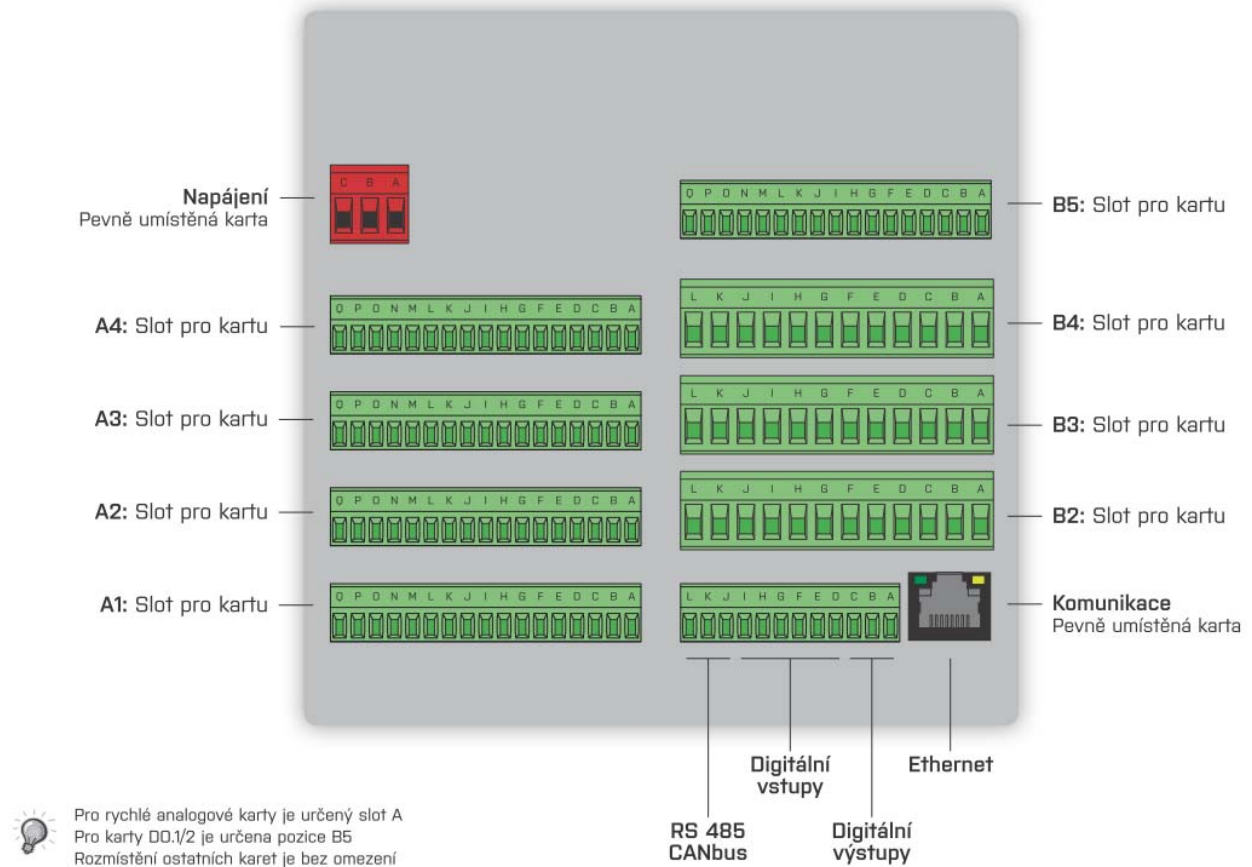 C B A
Napájení
Pevně umístěná karta
Q P O N M L K J I H G F E D C B A
B5: Slot pro kartu
Q P O N M L K J I H G F E D C B A
A4: Slot pro kartu
L K J I H G F E D C B A
B4: Slot pro kartu
Q P O N M L K J I H G F E D C B A
A3: Slot pro kartu
L K J I H G F E D C B A
B3: Slot pro kartu
Q P O N M L K J I H G F E D C B A
A2: Slot pro kartu
L K J I H G F E D C B A
B2: Slot pro kartu
Q P O N M L K J I H G F E D C B A
A1: Slot pro kartu
L K J I H G F E D C B A
Komunikace
Pevně umístěná karta
Digitální
vstupy
Ethernet
RS 485
CANbus
Digitální
výstupy
Pro rychlé analogové karty je určený slot A
Pro karty DO.1/2 je určena pozice B5
Rozmístění ostatních karet je bez omezení